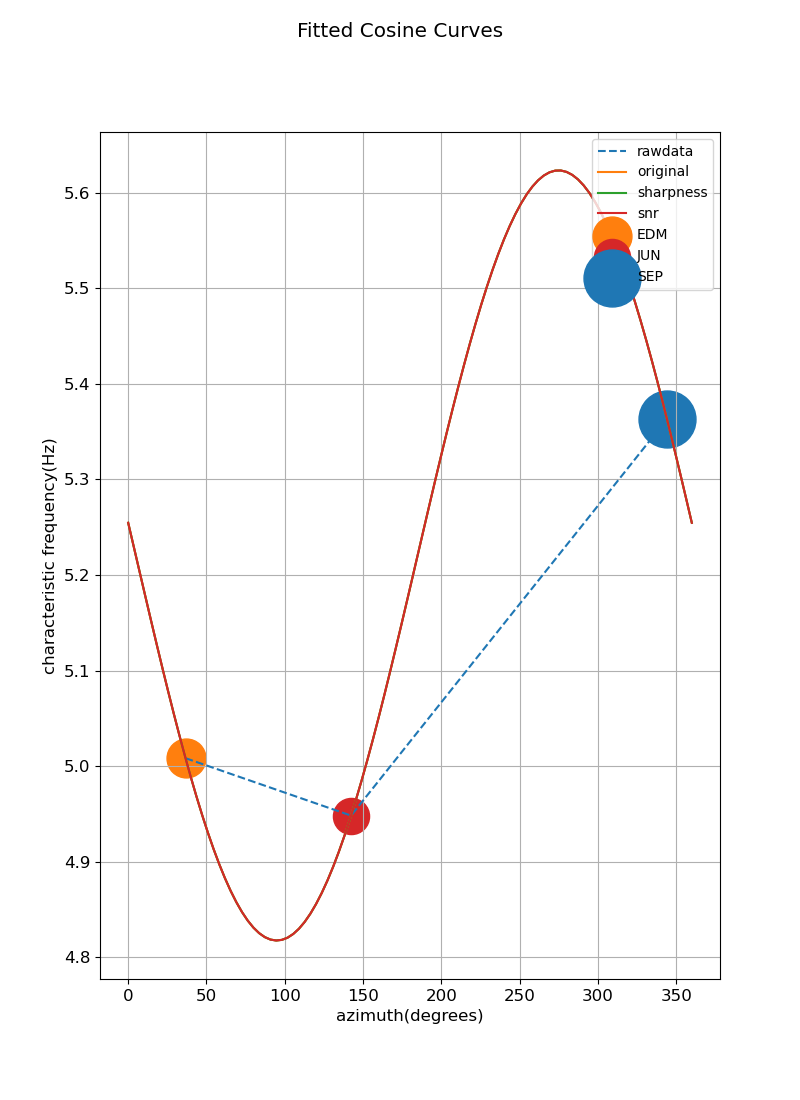 Fitted Cosine Curves
rawdata
original
sharpness
snr
EDM
JUN
SEP
5.6
5.5
5.4
5.3
5.2
5.1
5.0
4.9
4.8
characteristic frequency(Hz)
0 50 100 150 200 250 300 350
azimuth(degrees)